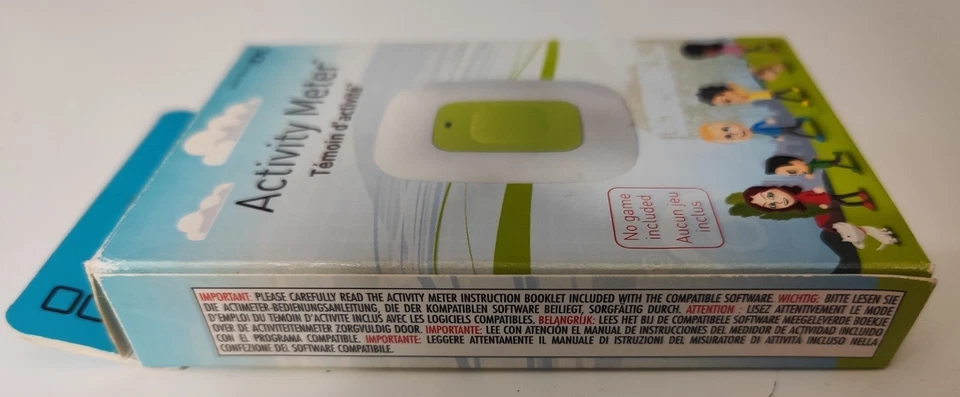 Activity Meter™
Témoin d'activité™
No game
included
Aucun jeu
inclus
IMPORTANT: PLEASE CAREFULLY READ THE ACTIVITY METER INSTRUCTION BOOKLET INCLUDED WITH THE COMPATIBLE SOFTWARE. WICHTIG: BITTE LESEN SIE
DIE ACTIMETER-BEDIENUNGSANLEITUNG, DIE DER KOMPATIBLEN SOFTWARE BEILIEGT, SORGFÄLTIG DURCH. ATTENTION : LISEZ ATTENTIVEMENT LE MODE
D'EMPLOI DU TÉMOIN D'ACTIVITÉ INCLUS AVEC LES LOGICIELS COMPATIBLES. BELANGRIJK: LEES HET BIJ DE COMPATIBELE SOFTWARE MEEGELEVERDE BOEKJE
OVER DE ACTIVITEITENMETER ZORGVULDIG DOOR. IMPORTANTE: LEE CON ATENCIÓN EL MANUAL DE INSTRUCCIONES DEL MEDIDOR DE ACTIVIDAD INCLUIDO
CON EL PROGRAMA COMPATIBLE. IMPORTANTE: LEGGERE ATTENTAMENTE IL MANUALE DI ISTRUZIONI DEL MISURATORE DI ATTIVITÀ INCLUSO NELLA
CONFEZIONE DEL SOFTWARE COMPATIBILE.